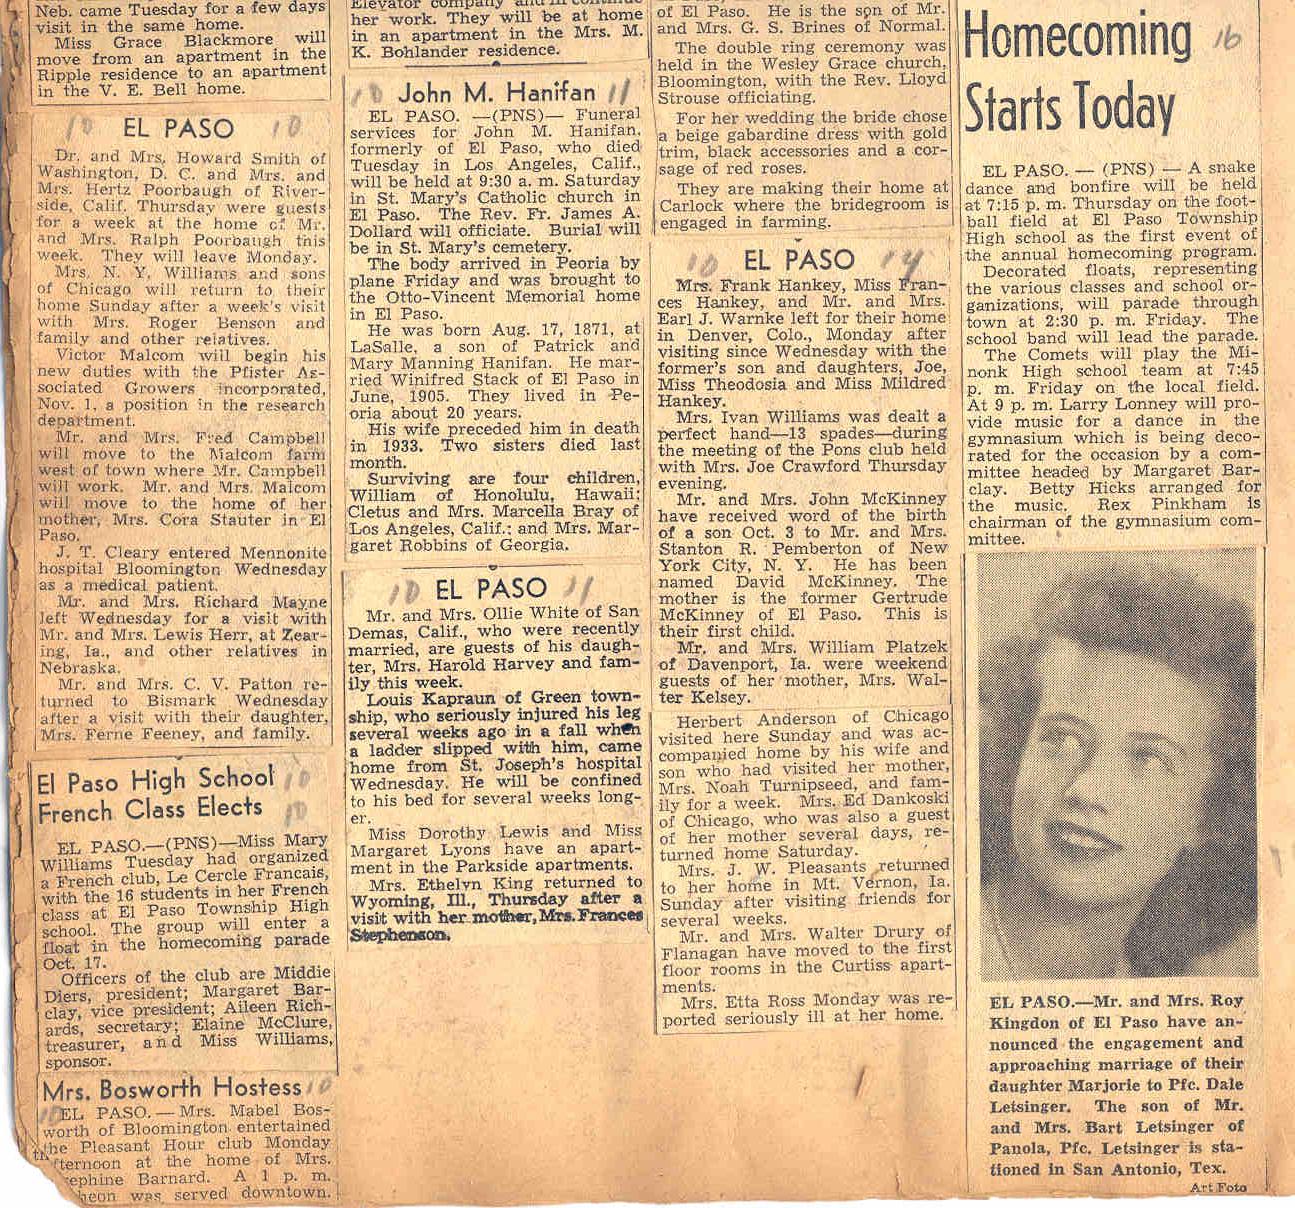 Neb. came Tuesday for a few days
visit in the same home.
Miss Grace Blackmore will
move from an apartment in the
Ripple residence to an apartment
in the V. E. Bell home.
10 EL PASO 10
Dr. and Mrs. Howard Smith of
Washington, D. C. and Mrs. and
Mrs. Hertz Poorbaugh of River-
side, Calif. Thursday were guests
for a week at the home of Mr.
and Mrs. Ralph Poorbaugh this
week. They will leave Monday.
Mrs. N. Y. Williams and sons
of Chicago will return to their
home Sunday after a week's visit
with Mrs. Roger Benson and
family and other relatives.
Victor Malcom will begin his
new duties with the Pfister As-
sociated Growers incorporated,
Nov. 1, a position in the research
department.
Mr. and Mrs. Fred Campbell
will move to the Malcom farm
west of town where Mr. Campbell
will work. Mr. and Mrs. Malcom
will move to the home of her
mother, Mrs. Cora Stauter in El
Paso.
J. T. Cleary entered Mennonite
hospital Bloomington Wednesday
as a medical patient.
Mr. and Mrs. Richard Mayne
left Wednesday for a visit with
Mr. and Mrs. Lewis Herr, at Zear-
ing, Ia., and other relatives in
Nebraska.
Mr. and Mrs. C. V. Patton re-
turned to Bismark Wednesday
after a visit with their daughter,
Mrs. Ferne Feeney, and family.
El Paso High School 10
French Class Elects 10
EL PASO.—(PNS)—Miss Mary
Williams Tuesday had organized
a French club, Le Cercle Francais,
with the 16 students in her French
class at El Paso Township High
school. The group will enter a
float in the homecoming parade
Oct. 17.
Officers of the club are Middie
Diers, president; Margaret Bar-
clay, vice president; Aileen Rich-
ards, secretary; Elaine McClure,
treasurer, and Miss Williams,
sponsor.
Mrs. Bosworth Hostess 10
10 EL PASO.—Mrs. Mabel Bos-
worth of Bloomington entertained
the Pleasant Hour club Monday
fternoon at the home of Mrs.
ephine Barnard. A 1 p. m.
heon was served downtown.
Elevator company and in continue
her work. They will be at home
in an apartment in the Mrs. M.
K. Bohlander residence.
10 John M. Hanifan 11
EL PASO. —(PNS)— Funeral
services for John M. Hanifan,
formerly of El Paso, who died
Tuesday in Los Angeles, Calif.,
will be held at 9:30 a. m. Saturday
in St. Mary's Catholic church in
El Paso. The Rev. Fr. James A.
Dollard will officiate. Burial will
be in St. Mary's cemetery.
The body arrived in Peoria by
plane Friday and was brought to
the Otto-Vincent Memorial home
in El Paso.
He was born Aug. 17, 1871, at
LaSalle, a son of Patrick and
Mary Manning Hanifan. He mar-
ried Winifred Stack of El Paso in
June, 1905. They lived in Pe-
oria about 20 years.
His wife preceded him in death
in 1933. Two sisters died last
month.
Surviving are four children,
William of Honolulu, Hawaii;
Cletus and Mrs. Marcella Bray of
Los Angeles, Calif.; and Mrs. Mar-
garet Robbins of Georgia.
10 EL PASO 11
Mr. and Mrs. Ollie White of San
Demas, Calif., who were recently
married, are guests of his daugh-
ter, Mrs. Harold Harvey and fam-
ily this week.
Louis Kapraun of Green town-
ship, who seriously injured his leg
several weeks ago in a fall when
a ladder slipped with him, came
home from St. Joseph's hospital
Wednesday. He will be confined
to his bed for several weeks long-
er.
Miss Dorothy Lewis and Miss
Margaret Lyons have an apart-
ment in the Parkside apartments.
Mrs. Ethelyn King returned to
Wyoming, Ill., Thursday after a
visit with her mother, Mrs. Frances
Stephenson.
of El Paso. He is the son of Mr.
and Mrs. G. S. Brines of Normal.
The double ring ceremony was
held in the Wesley Grace church,
Bloomington, with the Rev. Lloyd
Strouse officiating.
For her wedding the bride chose
a beige gabardine dress with gold
trim, black accessories and a cor-
sage of red roses.
They are making their home at
Carlock where the bridegroom is
engaged in farming.
10 EL PASO 14
Mrs. Frank Hankey, Miss Fran-
ces Hankey, and Mr. and Mrs.
Earl J. Warnke left for their home
in Denver, Colo., Monday after
visiting since Wednesday with the
former's son and daughters, Joe,
Miss Theodosia and Miss Mildred
Hankey.
Mrs. Ivan Williams was dealt a
perfect hand—13 spades—during
the meeting of the Pons club held
with Mrs. Joe Crawford Thursday
evening.
Mr. and Mrs. John McKinney
have received word of the birth
of a son Oct. 3 to Mr. and Mrs.
Stanton R. Pemberton of New
York City, N. Y. He has been
named David McKinney. The
mother is the former Gertrude
McKinney of El Paso. This is
their first child.
Mr. and Mrs. William Platzek
of Davenport, Ia. were weekend
guests of her mother, Mrs. Wal-
ter Kelsey.
Herbert Anderson of Chicago
visited here Sunday and was ac-
companied home by his wife and
son who had visited her mother,
Mrs. Noah Turnipseed, and fam-
ily for a week. Mrs. Ed Dankoski
of Chicago, who was also a guest
of her mother several days, re-
turned home Saturday.
Mrs. J. W. Pleasants returned
to her home in Mt. Vernon, Ia.
Sunday after visiting friends for
several weeks.
Mr. and Mrs. Walter Drury of
Flanagan have moved to the first
floor rooms in the Curtiss apart-
ments.
Mrs. Etta Ross Monday was re-
ported seriously ill at her home.
Homecoming 16
Starts Today
EL PASO. — (PNS) — A snake
dance and bonfire will be held
at 7:15 p. m. Thursday on the foot-
ball field at El Paso Township
High school as the first event of
the annual homecoming program.
Decorated floats, representing
the various classes and school or-
ganizations, will parade through
town at 2:30 p. m. Friday. The
school band will lead the parade.
The Comets will play the Mi-
nonk High school team at 7:45
p. m. Friday on the local field.
At 9 p. m. Larry Lonney will pro-
vide music for a dance in the
gymnasium which is being deco-
rated for the occasion by a com-
mittee headed by Margaret Bar-
clay. Betty Hicks arranged for
the music. Rex Pinkham is
chairman of the gymnasium com-
mittee.
EL PASO.—Mr. and Mrs. Roy
Kingdon of El Paso have an-
nounced the engagement and
approaching marriage of their
daughter Marjorie to Pfc. Dale
Letsinger. The son of Mr.
and Mrs. Bart Letsinger of
Panola, Pfc. Letsinger is sta-
tioned in San Antonio, Tex.
Art Foto